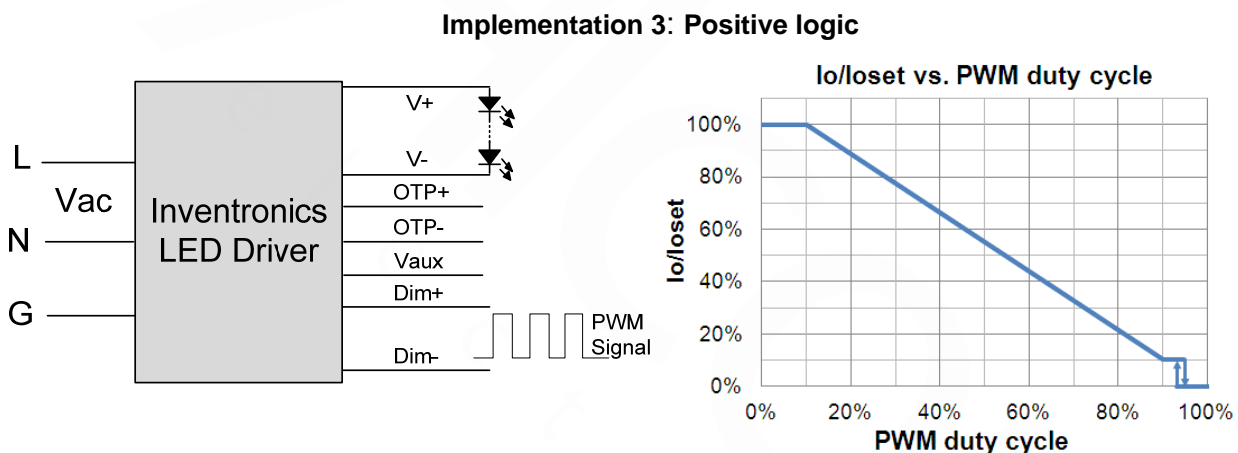 Implementation 3: Positive logic
L
Vac
N
G
Inventronics
LED Driver
V+
V-
OTP+
OTP-
Vaux
Dim+
Dim-
PWM
Signal
Io/Ioset vs. PWM duty cycle
Io/Ioset
100%
80%
60%
40%
20%
0%
0% 20% 40% 60% 80% 100%
PWM duty cycle